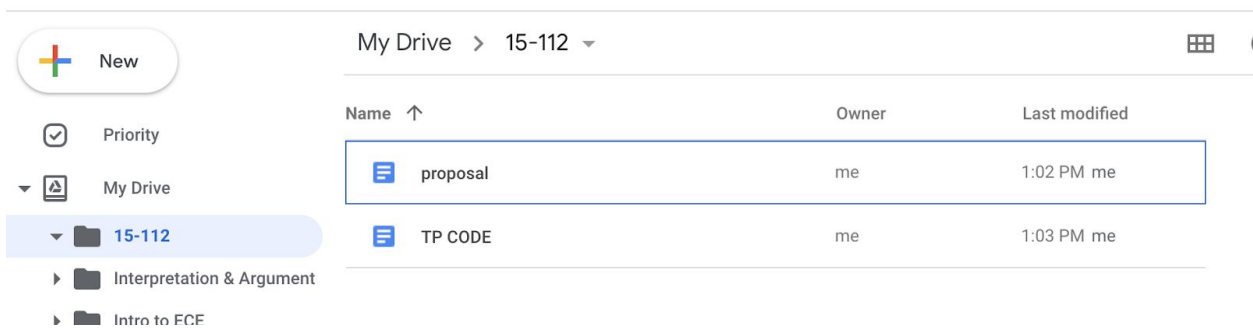 New
Priority
My Drive
15-112
Interpretation & Argument
Intro to ECE
My Drive > 15-112
Name ↑ Owner Last modified
proposal me 1:02 PM me
TP CODE me 1:03 PM me